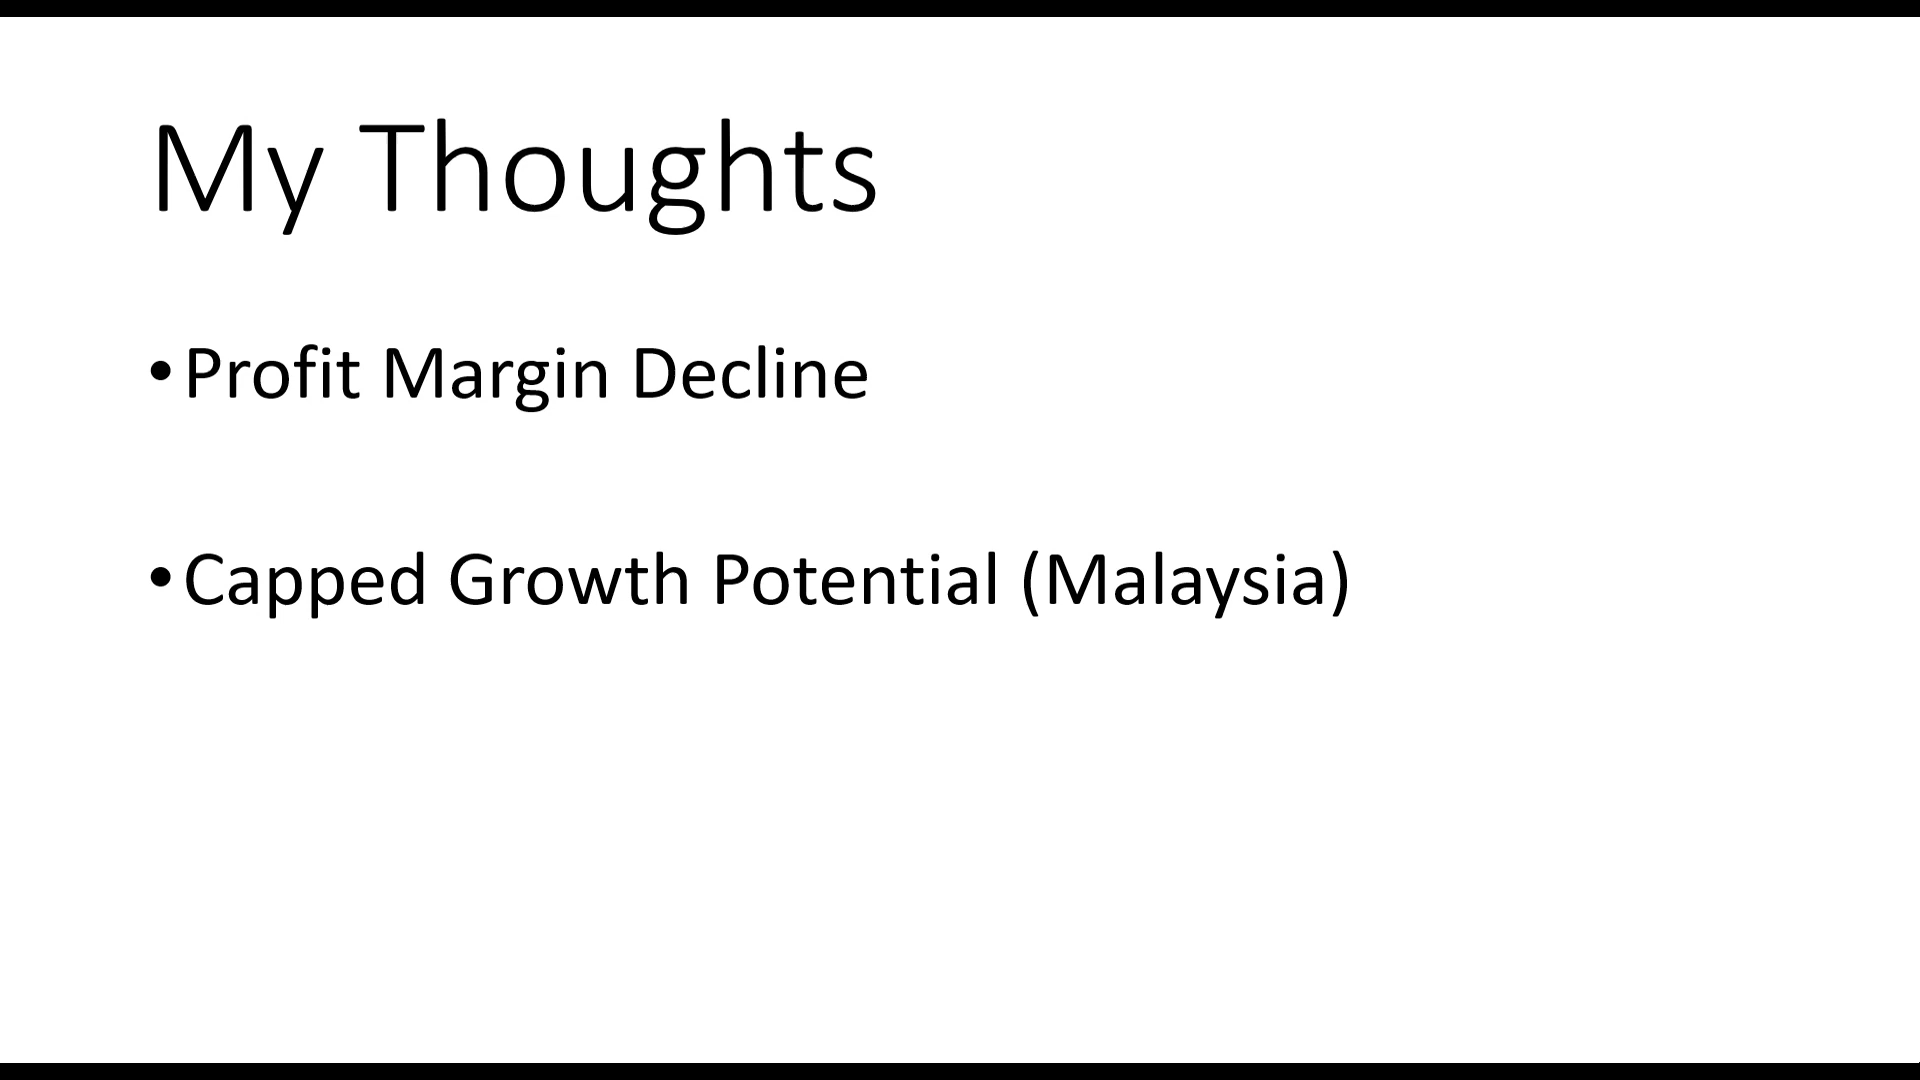 My Thoughts
• Profit Margin Decline
• Capped Growth Potential (Malaysia)